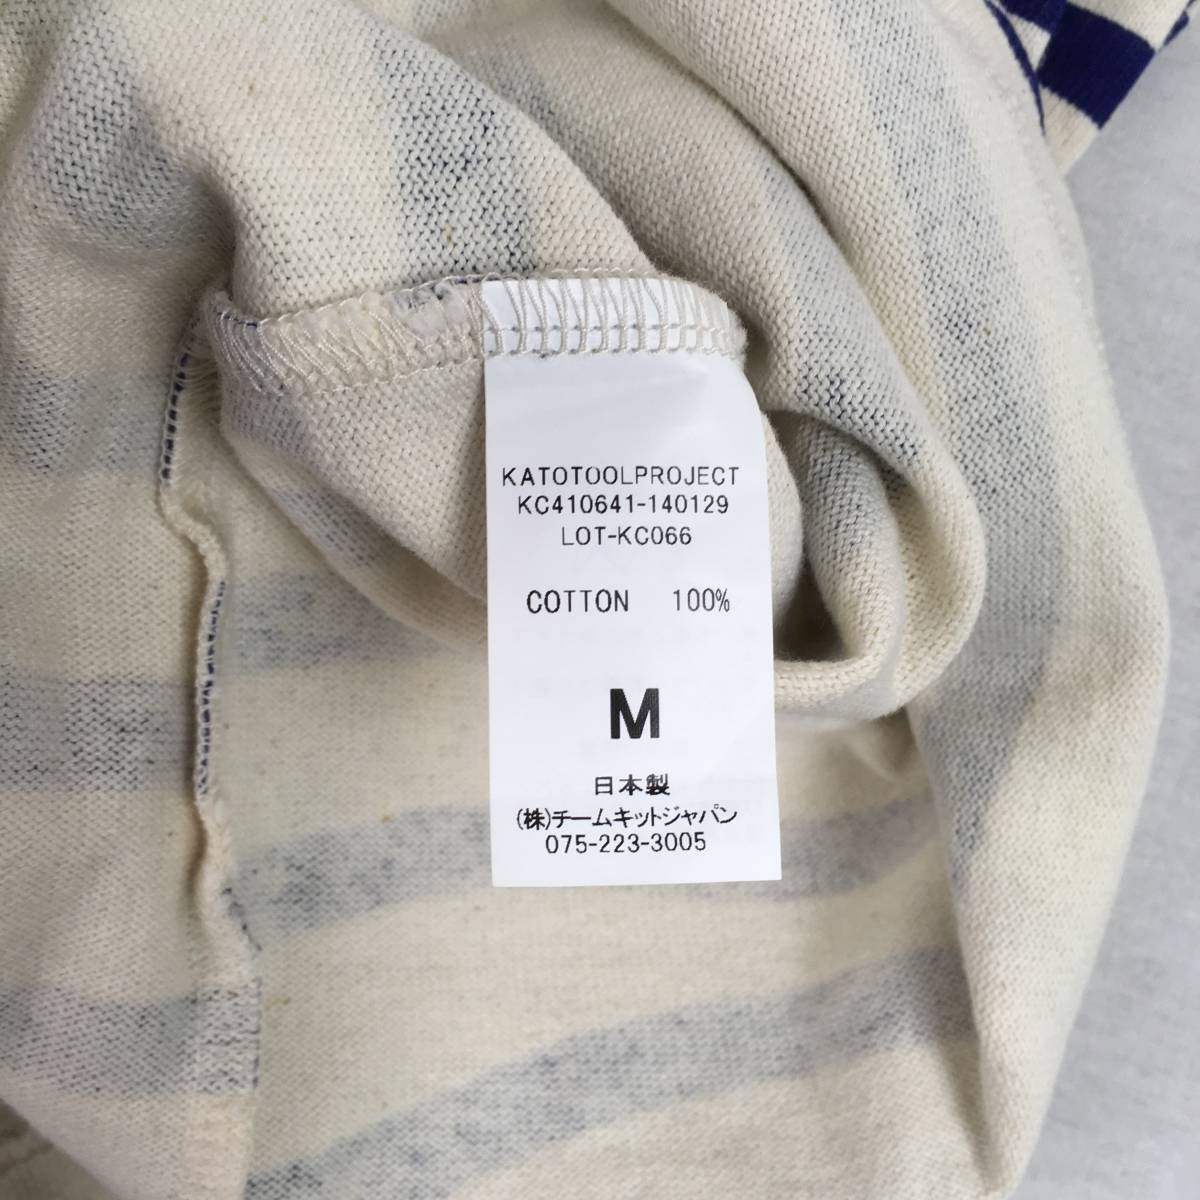 KATOTOOLPROJECT
KC410641-140129
LOT-KC066
COTTON 100%
M
日本製
(株)チームキットジャパン
075-223-3005